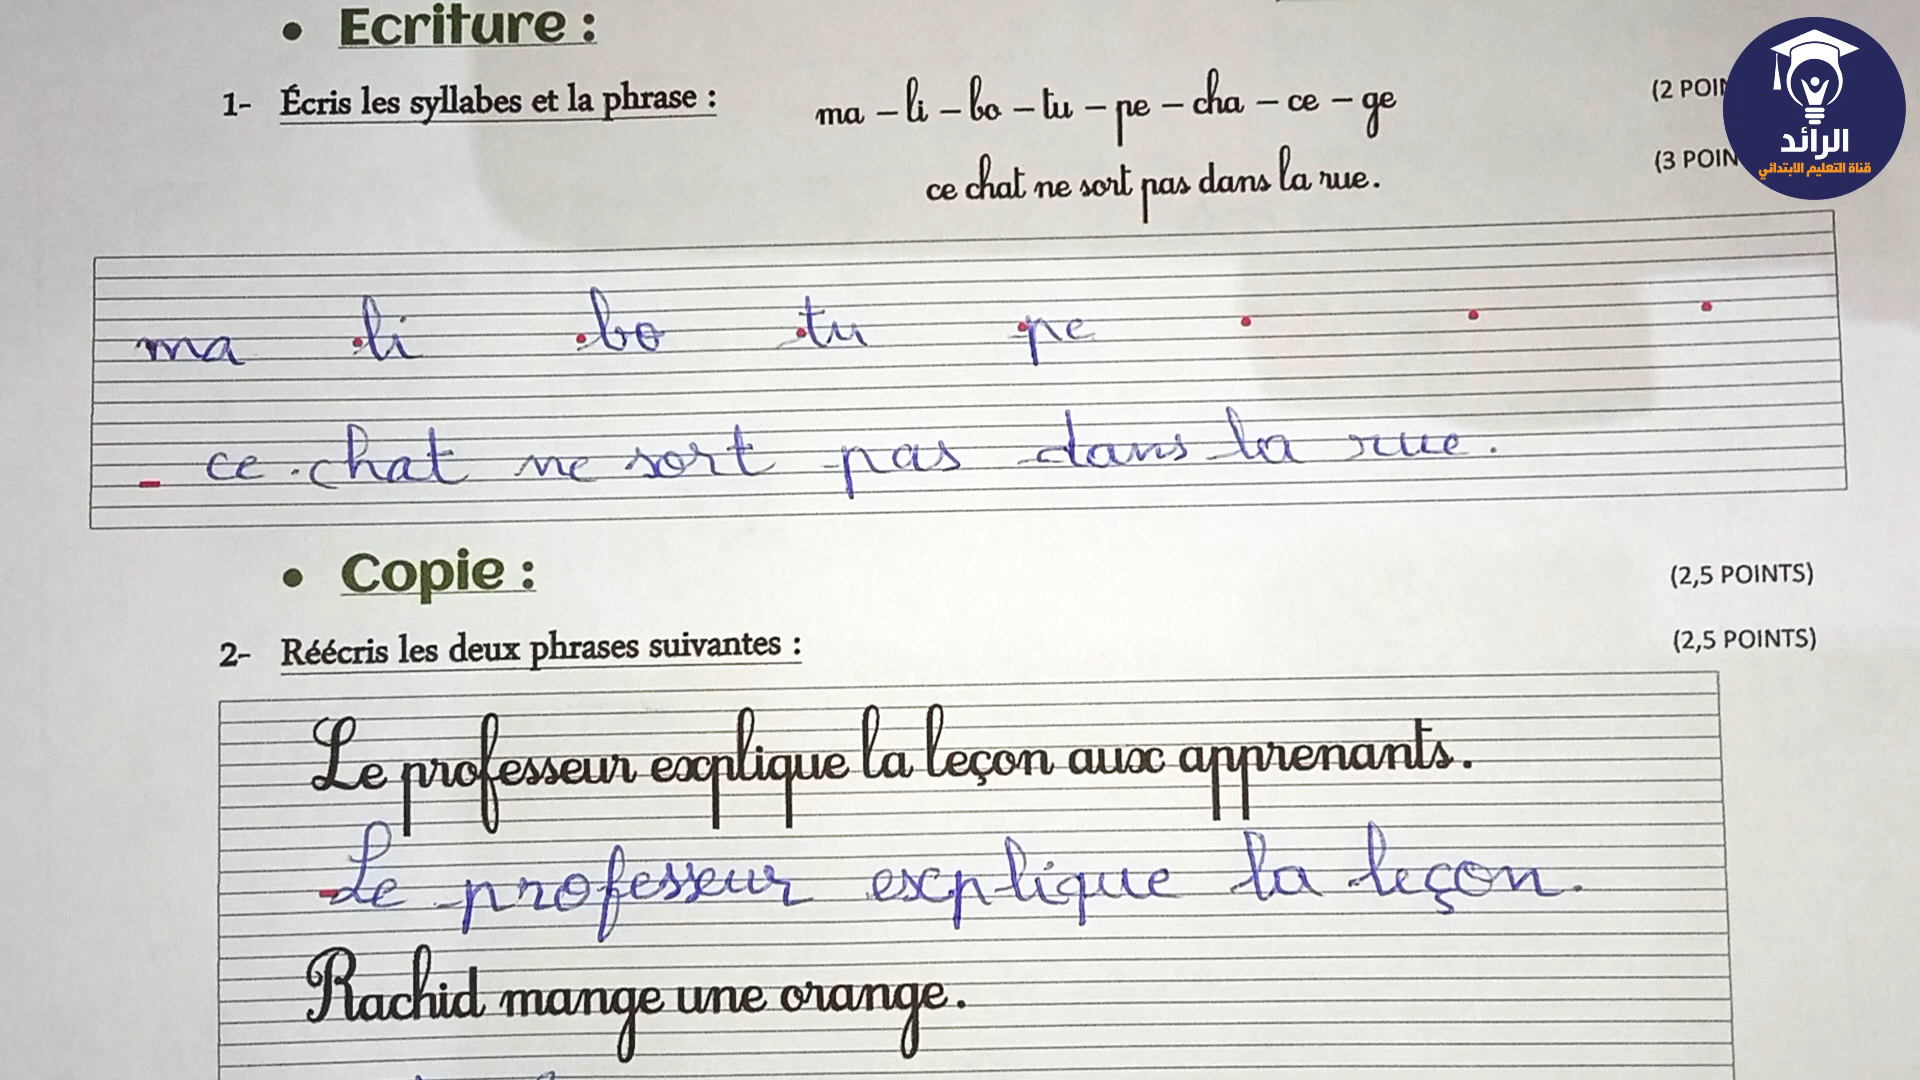 • Ecriture :
1- Écris les syllabes et la phrase : ma – li – bo – tu – pe – cha – ce – ge (2 POIN
ce chat ne sort pas dans la rue. (3 POIN
الرائد
قناة التعليم الابتدائي
ma li bo tu pe
ce chat ne sort pas dans la rue.
• Copie : (2,5 POINTS)
2- Réécris les deux phrases suivantes : (2,5 POINTS)
Le professeur explique la leçon aux apprenants.
Le professeur explique la leçon.
Rachid mange une orange.